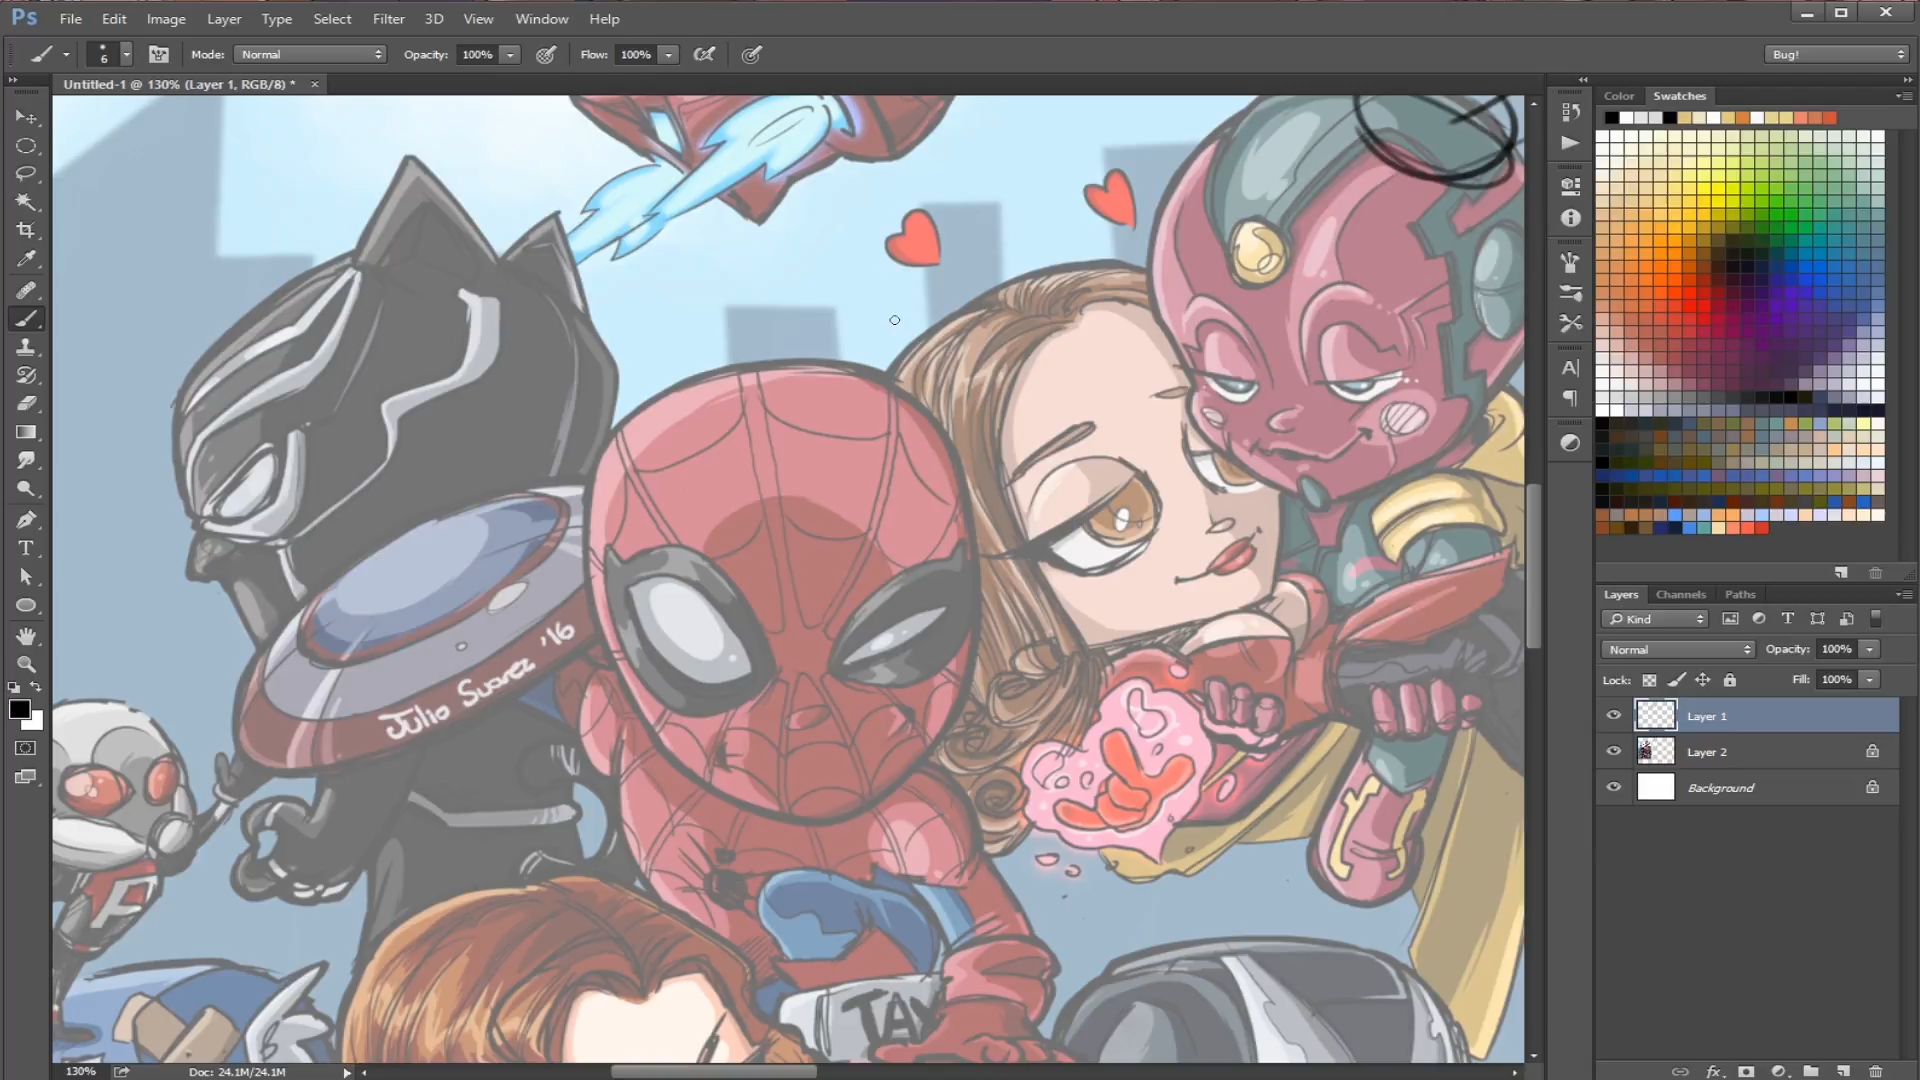 Ps File Edit Image Layer Type Select Filter 3D View Window Help
6 Mode: Normal Opacity: 100% Flow: 100% Bug!
Untitled-1 @ 130% (Layer 1, RGB/8) * ×
Color Swatches
Julio Suarez '16
F
TAY
Layers Channels Paths
Kind
Normal Opacity: 100%
Lock: Fill: 100%
Layer 1
Layer 2
Background
130% Doc: 24.1M/24.1M